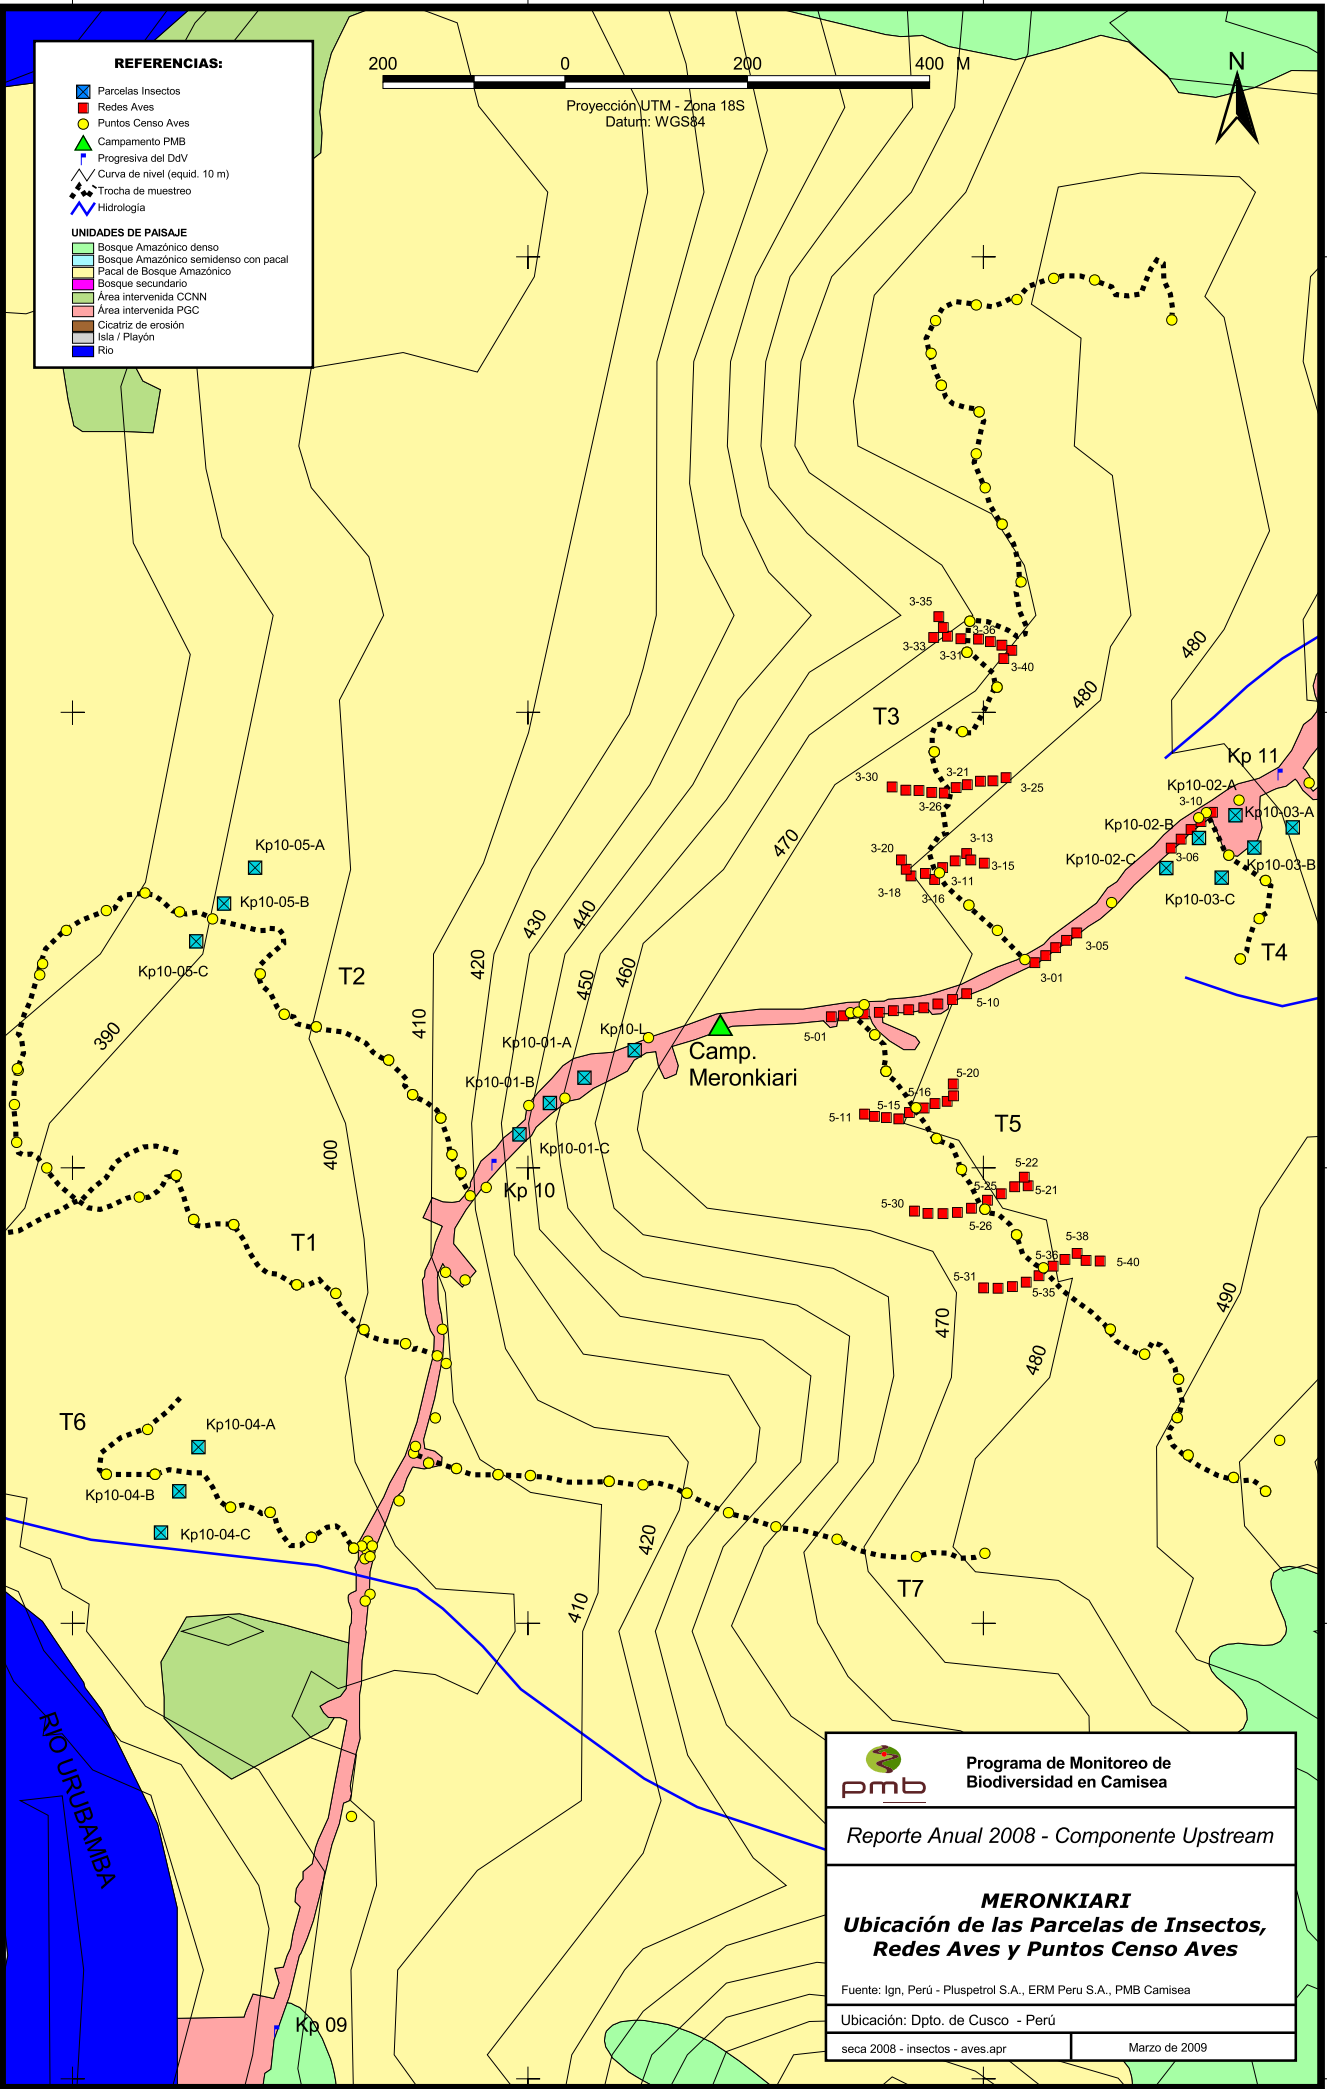 REFERENCIAS:
Parcelas Insectos
Redes Aves
Puntos Censo Aves
Campamento PMB
Progresiva del DdV
Curva de nivel (equid. 10 m)
Trocha de muestreo
Hidrología
UNIDADES DE PAISAJE
Bosque Amazónico denso
Bosque Amazónico semidenso con pacal
Pacal de Bosque Amazónico
Bosque secundario
Área intervenida CCNN
Área intervenida PGC
Cicatriz de erosión
Isla / Playón
Rio
200 0 200 400 M
Proyección UTM - Zona 18S
Datum: WGS84
N
3-35
3-36
3-33
3-31
3-40
480
480
T3
Kp 11
3-21
3-30
3-25
3-26
Kp10-02-A
3-10
Kp10-03-A
Kp10-02-B
470
3-13
3-20
3-15
3-11
3-18
3-16
Kp10-02-C
3-06
Kp10-03-B
Kp10-03-C
Kp10-05-A
Kp10-05-B
Kp10-05-C
430
440
3-05
T4
420
450
460
3-01
T2
390
410
5-10
Kp10-L
5-01
Kp10-01-A
Camp.
Meronkiari
Kp10-01-B
5-20
5-16
5-15
5-11
T5
400
Kp10-01-C
Kp 10
5-22
5-25
5-21
5-30
5-26
T1
5-38
5-36
5-40
5-31
5-35
490
470
480
T6
Kp10-04-A
Kp10-04-B
Kp10-04-C
420
T7
410
RIO URUBAMBA
Kp 09
pmb
Programa de Monitoreo de
Biodiversidad en Camisea
Reporte Anual 2008 - Componente Upstream
MERONKIARI
Ubicación de las Parcelas de Insectos,
Redes Aves y Puntos Censo Aves
Fuente: Ign, Perú - Pluspetrol S.A., ERM Peru S.A., PMB Camisea
Ubicación: Dpto. de Cusco - Perú
seca 2008 - insectos - aves.apr
Marzo de 2009